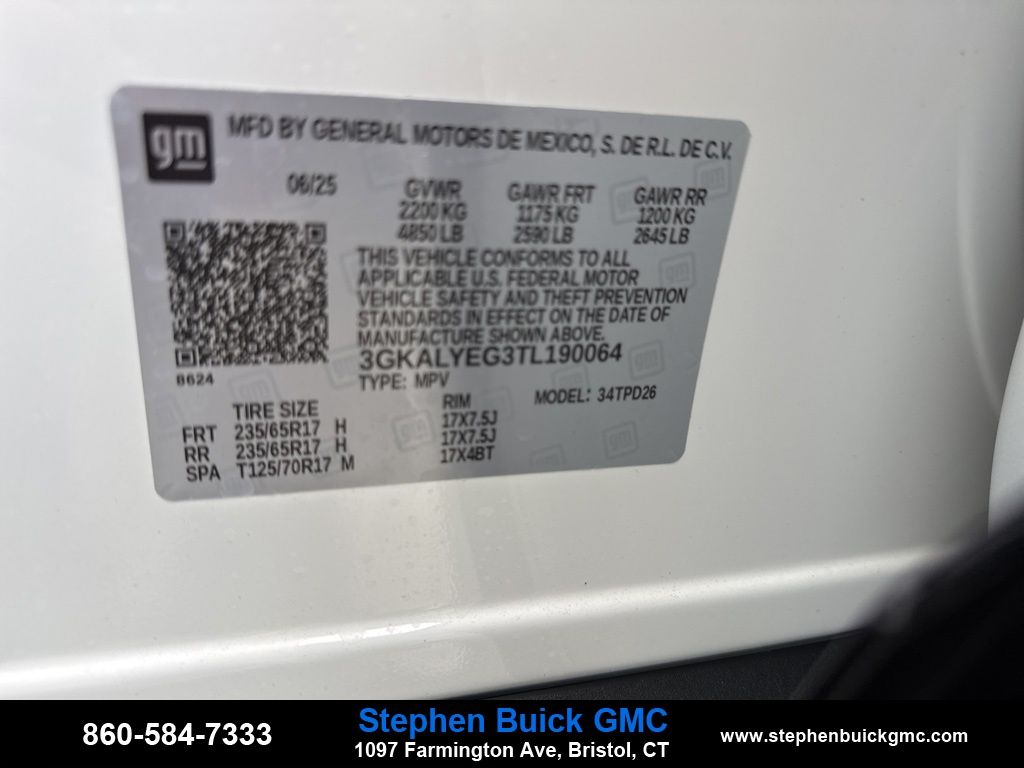 gm
MFD BY GENERAL MOTORS DE MEXICO, S. DE R.L. DE C.V.
06/25 GVWR GAWR FRT GAWR RR
2200 KG 1175 KG 1200 KG
4850 LB 2590 LB 2645 LB
THIS VEHICLE CONFORMS TO ALL
APPLICABLE U.S. FEDERAL MOTOR
VEHICLE SAFETY AND THEFT PREVENTION
STANDARDS IN EFFECT ON THE DATE OF
MANUFACTURE SHOWN ABOVE.
3GKALYEG3TL190064
8624
TYPE: MPV MODEL: 34TPD26
TIRE SIZE RIM
FRT 235/65R17 H 17X7.5J
RR 235/65R17 H 17X7.5J
SPA T125/70R17 M 17X4BT
860-584-7333
Stephen Buick GMC
1097 Farmington Ave, Bristol, CT
www.stephenbuickgmc.com